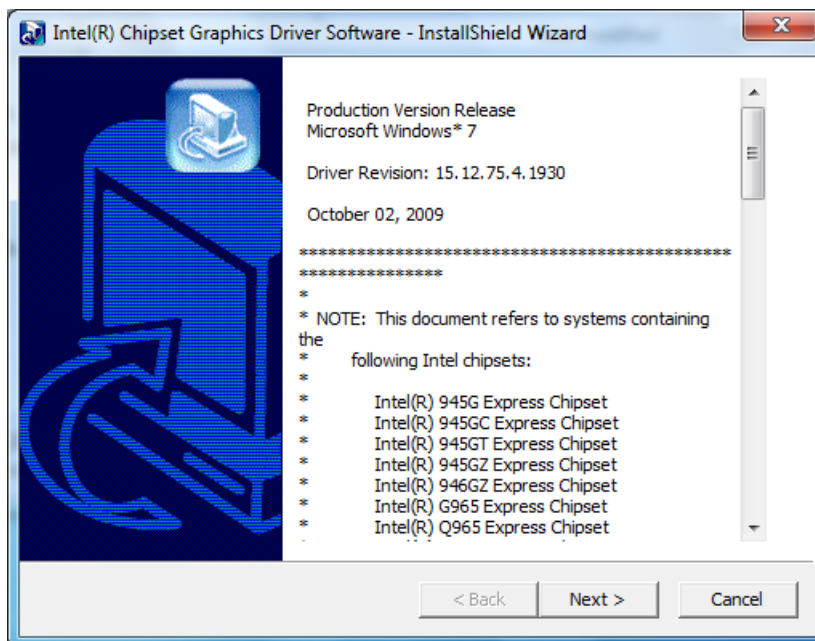 Intel(R) Chipset Graphics Driver Software - InstallShield Wizard
Production Version Release
Microsoft Windows* 7
Driver Revision: 15.12.75.4.1930
October 02, 2009
*********************************************
***************
*
* NOTE:  This document refers to systems containing
the
*       following Intel chipsets:
*
*            Intel(R) 945G Express Chipset
*            Intel(R) 945GC Express Chipset
*            Intel(R) 945GT Express Chipset
*            Intel(R) 945GZ Express Chipset
*            Intel(R) 946GZ Express Chipset
*            Intel(R) G965 Express Chipset
*            Intel(R) Q965 Express Chipset
< Back
Next >
Cancel